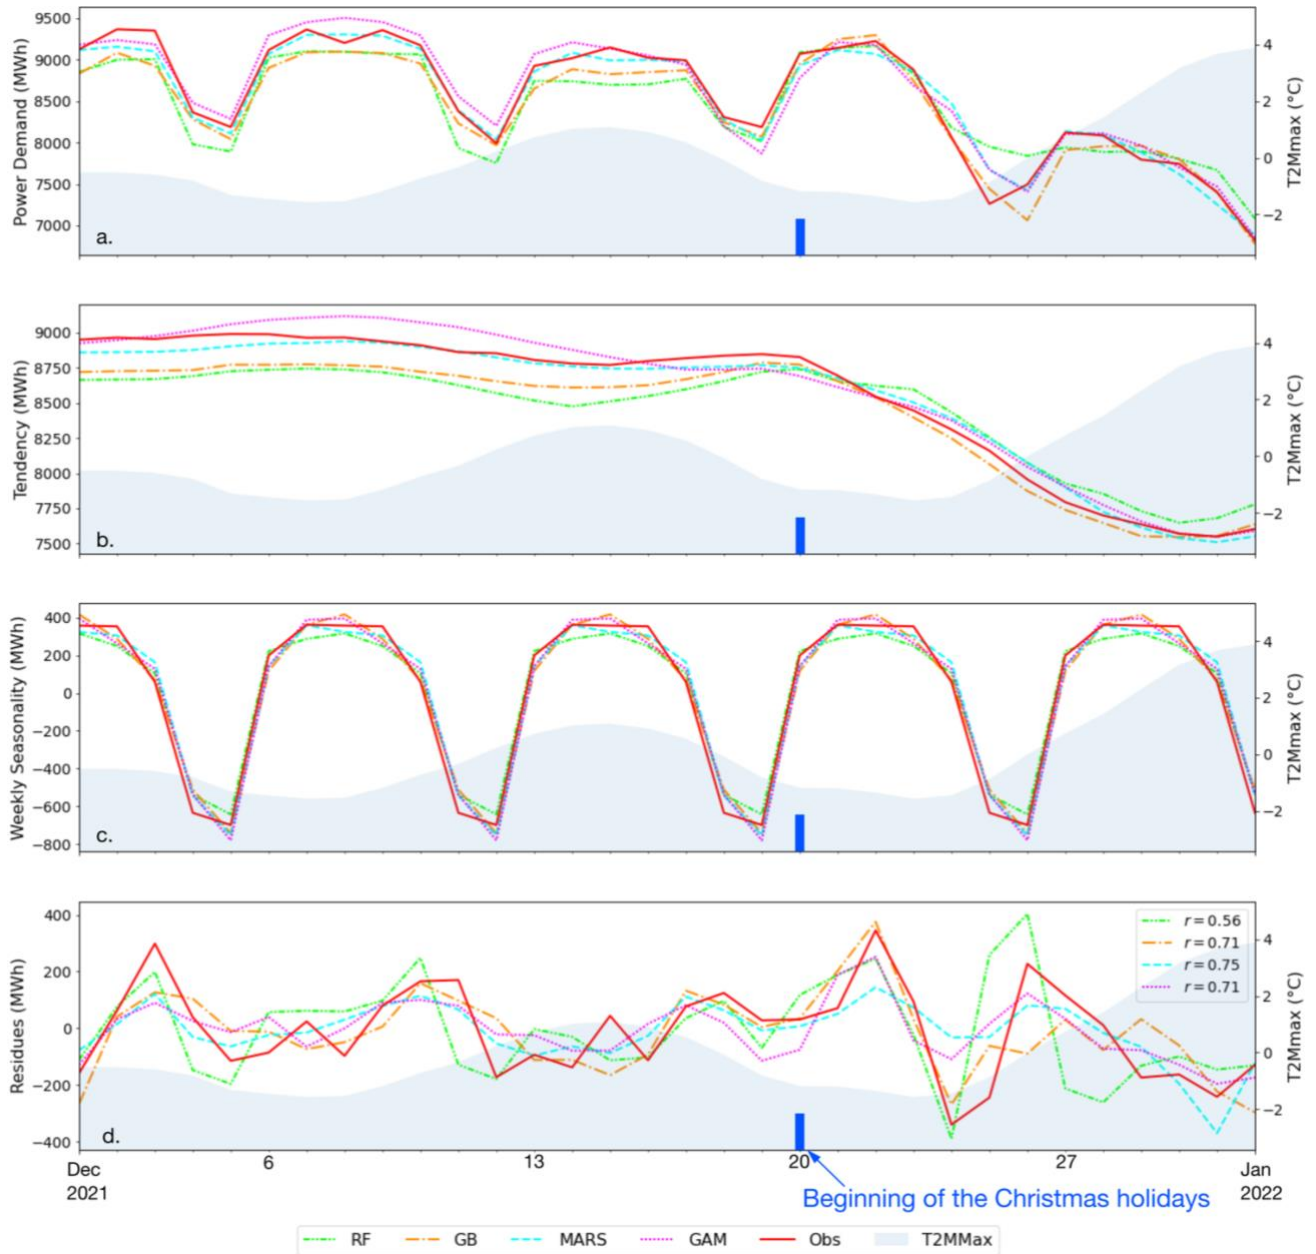 9500
9000
8500
8000
7500
7000
Power Demand (MWh)
a.
4
2
0
−2
T2Mmax (°C)
9000
8750
8500
8250
8000
7750
7500
Tendency (MWh)
b.
4
2
0
−2
T2Mmax (°C)
400
200
0
−200
−400
−600
−800
Weekly Seasonality (MWh)
c.
4
2
0
−2
T2Mmax (°C)
400
200
0
−200
−400
Residues (MWh)
d.
r = 0.56
r = 0.71
r = 0.75
r = 0.71
4
2
0
−2
T2Mmax (°C)
Dec 6 13 20 27 Jan
2021 2022
Beginning of the Christmas holidays
RF GB MARS GAM Obs T2MMax